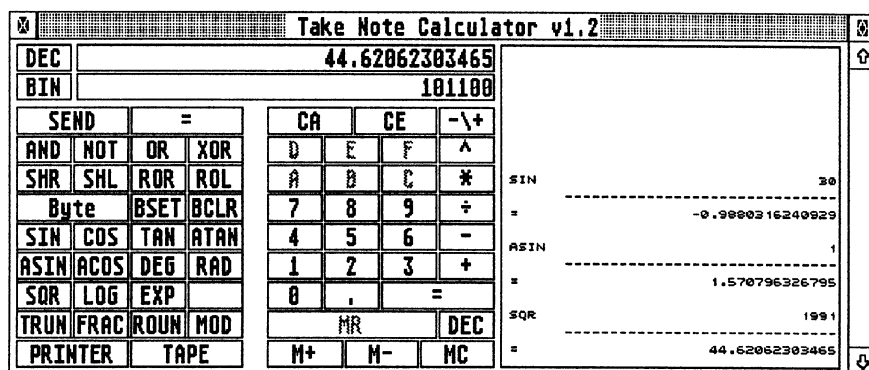 Take Note Calculator v1.2
DEC 44.62062303465
BIN 101100
SEND = CA CE -\+
AND NOT OR XOR D E F ^
SHR SHL ROR ROL A B C *
Byte BSET BCLR 7 8 9 ÷
SIN COS TAN ATAN 4 5 6 -
ASIN ACOS DEG RAD 1 2 3 +
SQR LOG EXP 0 . =
TRUN FRAC ROUN MOD MR DEC
PRINTER TAPE M+ M- MC
SIN 30
= -0.9880316240929
ASIN 1
= 1.570796326795
SQR 1991
= 44.62062303465